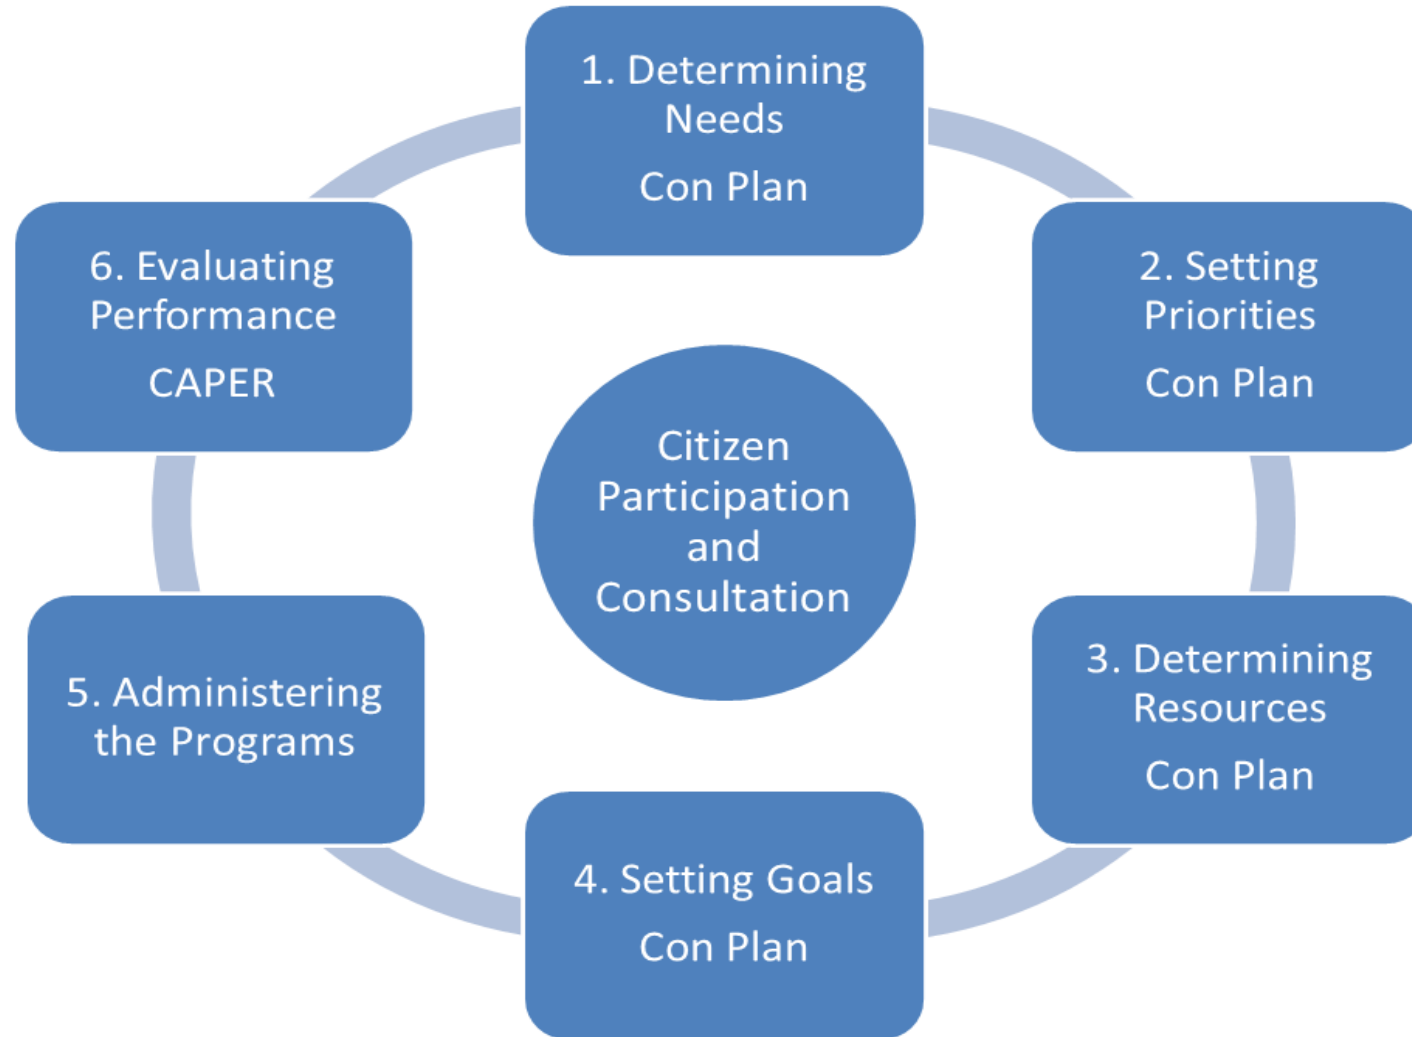 1. Determining
Needs
Con Plan
2. Setting
Priorities
Con Plan
3. Determining
Resources
Con Plan
4. Setting Goals
Con Plan
5. Administering
the Programs
6. Evaluating
Performance
CAPER
Citizen
Participation
and
Consultation